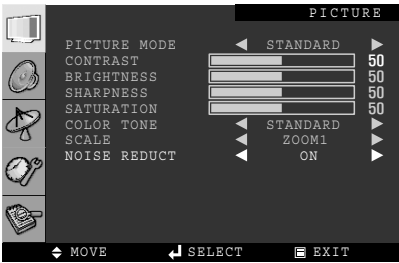 PICTURE
PICTURE MODE STANDARD
CONTRAST 50
BRIGHTNESS 50
SHARPNESS 50
SATURATION 50
COLOR TONE STANDARD
SCALE ZOOM1
NOISE REDUCT ON
MOVE SELECT EXIT